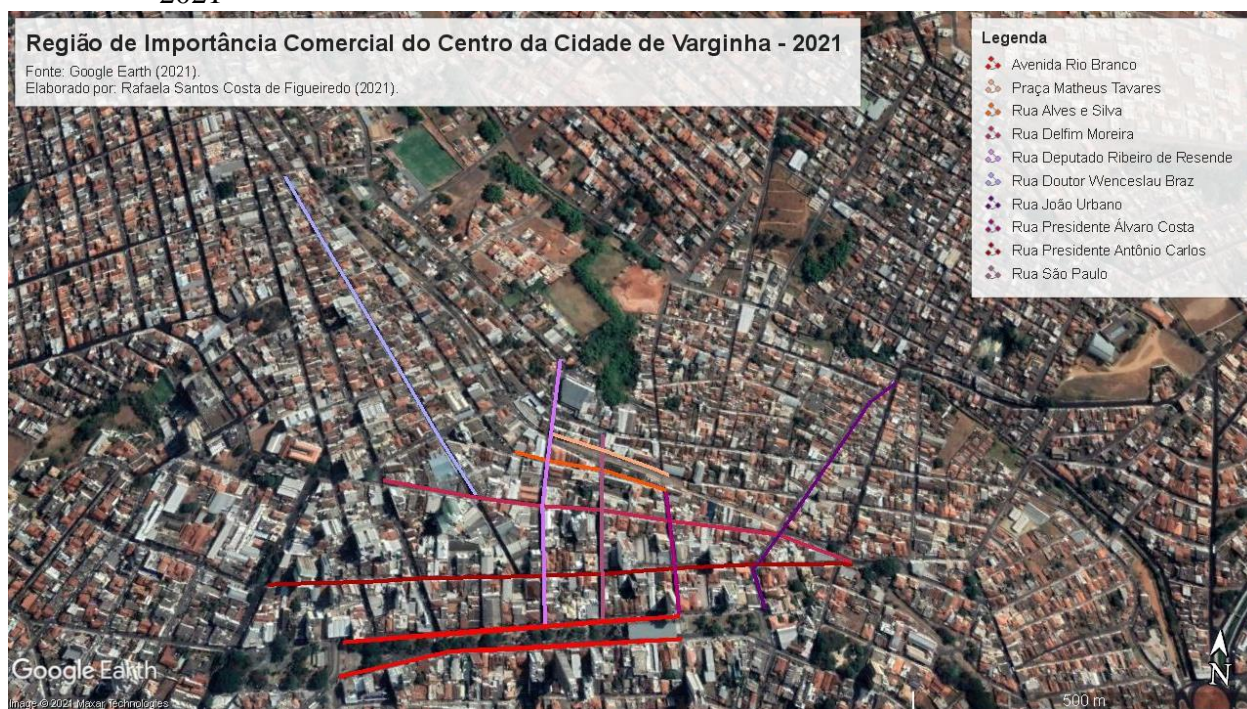 2021
Região de Importância Comercial do Centro da Cidade de Varginha - 2021
Fonte: Google Earth (2021).
Elaborado por: Rafaela Santos Costa de Figueiredo (2021).
Legenda
Avenida Rio Branco
Praça Matheus Tavares
Rua Alves e Silva
Rua Delfim Moreira
Rua Deputado Ribeiro de Resende
Rua Doutor Wenceslau Braz
Rua João Urbano
Rua Presidente Álvaro Costa
Rua Presidente Antônio Carlos
Rua São Paulo
Google Earth
Image © 2021 Maxar Technologies
500 m
N